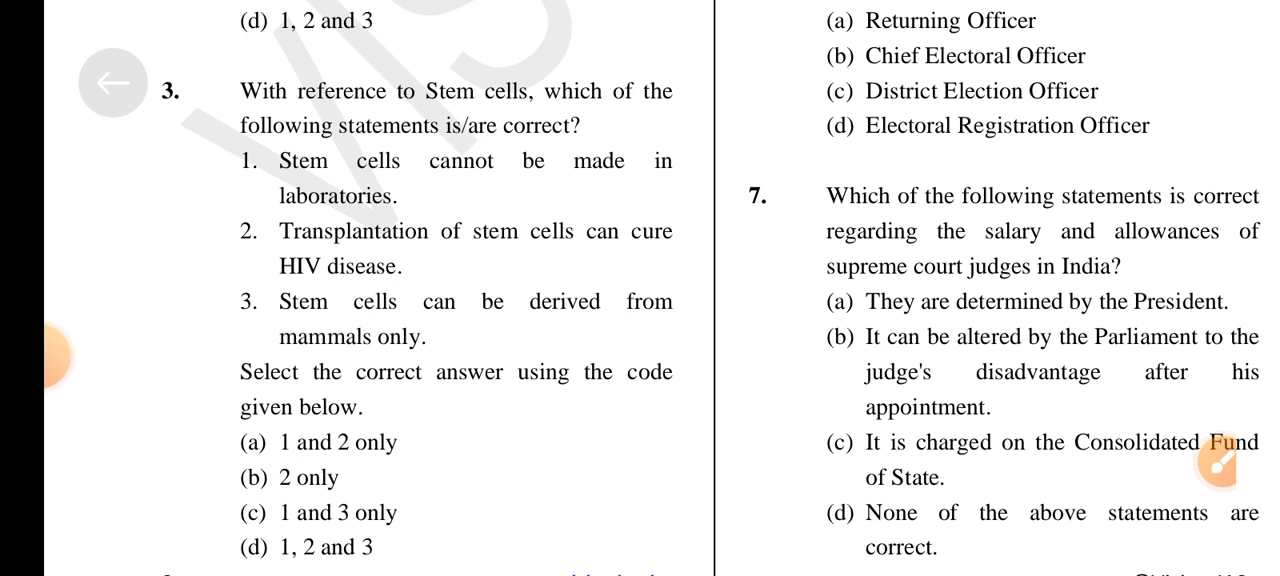 (d) 1, 2 and 3
3. With reference to Stem cells, which of the
following statements is/are correct?
1. Stem cells cannot be made in
laboratories.
2. Transplantation of stem cells can cure
HIV disease.
3. Stem cells can be derived from
mammals only.
Select the correct answer using the code
given below.
(a) 1 and 2 only
(b) 2 only
(c) 1 and 3 only
(d) 1, 2 and 3
(a) Returning Officer
(b) Chief Electoral Officer
(c) District Election Officer
(d) Electoral Registration Officer
7. Which of the following statements is correct
regarding the salary and allowances of
supreme court judges in India?
(a) They are determined by the President.
(b) It can be altered by the Parliament to the
judge's disadvantage after his
appointment.
(c) It is charged on the Consolidated Fund
of State.
(d) None of the above statements are
correct.